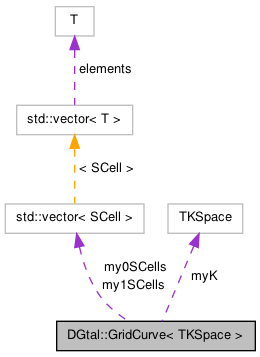 T
elements
std::vector< T >
< SCell >
std::vector< SCell >
TKSpace
my0SCells
my1SCells
myK
DGtal::GridCurve< TKSpace >